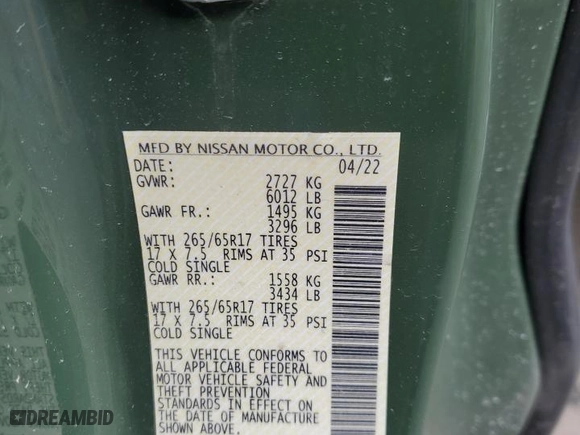 MFD BY NISSAN MOTOR CO., LTD.
DATE: 04/22
GVWR: 2727 KG
6012 LB
GAWR FR.: 1495 KG
3296 LB
WITH 265/65R17 TIRES
17 X 7.5 RIMS AT 35 PSI
COLD SINGLE
GAWR RR.: 1558 KG
3434 LB
WITH 265/65R17 TIRES
17 X 7.5 RIMS AT 35 PSI
COLD SINGLE
THIS VEHICLE CONFORMS TO
ALL APPLICABLE FEDERAL
MOTOR VEHICLE SAFETY AND
THEFT PREVENTION
STANDARDS IN EFFECT ON
THE DATE OF MANUFACTURE
SHOWN ABOVE.
DREAMBID